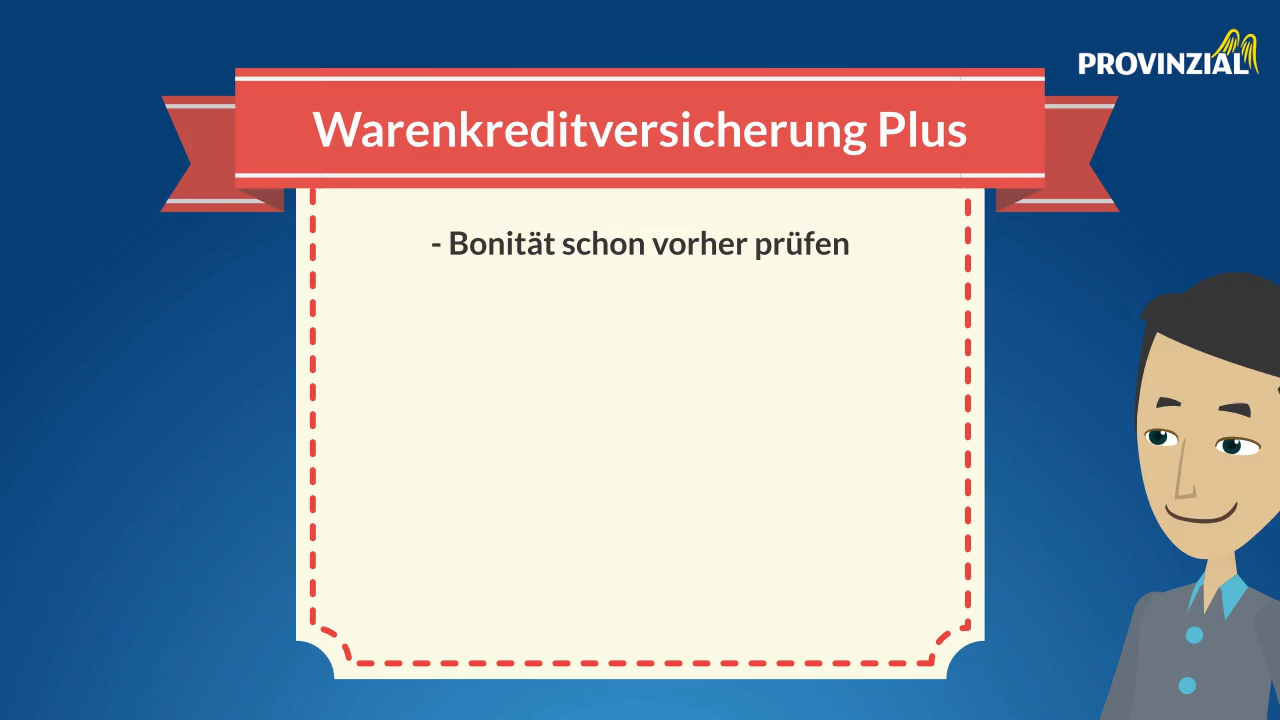 PROVINZIAL
Warenkreditversicherung Plus
- Bonität schon vorher prüfen